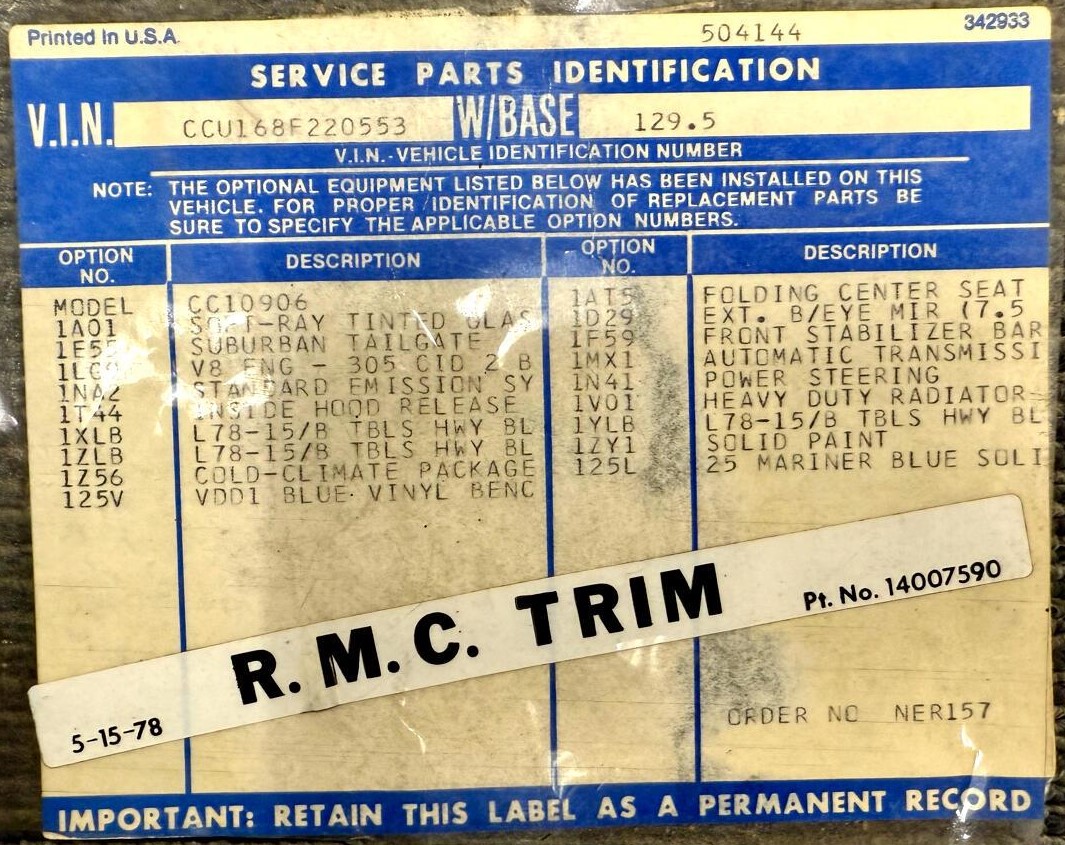 Printed In U.S.A. 504144 342933
SERVICE PARTS IDENTIFICATION
V.I.N. CCU168F220553 W/BASE 129.5
V.I.N.-VEHICLE IDENTIFICATION NUMBER
NOTE: THE OPTIONAL EQUIPMENT LISTED BELOW HAS BEEN INSTALLED ON THIS
VEHICLE. FOR PROPER IDENTIFICATION OF REPLACEMENT PARTS BE
SURE TO SPECIFY THE APPLICABLE OPTION NUMBERS.
OPTION NO. DESCRIPTION OPTION NO. DESCRIPTION
MODEL CC10906 1AT5 FOLDING CENTER SEAT
1A01 SOFT-RAY TINTED GLAS 1D29 EXT. B/EYE MIR (7.5
1E55 SUBURBAN TAILGATE 1F59 FRONT STABILIZER BAR
V8 ENG - 305 CID 2 B 1MX1 AUTOMATIC TRANSMISSI
1NA2 STANDARD EMISSION SY 1N41 POWER STEERING
1T44 INSIDE HOOD RELEASE 1V01 HEAVY DUTY RADIATOR-
1XLB L78-15/B TBLS HWY BL 1YLB L78-15/B TBLS HWY BL
1ZLB L78-15/B TBLS HWY BL 1ZY1 SOLID PAINT
1Z56 COLD-CLIMATE PACKAGE 125L 25 MARINER BLUE SOLI
125V VDD1 BLUE VINYL BENC
5-15-78 R.M.C. TRIM Pt. No. 14007590
ORDER NO NER157
IMPORTANT: RETAIN THIS LABEL AS A PERMANENT RECORD